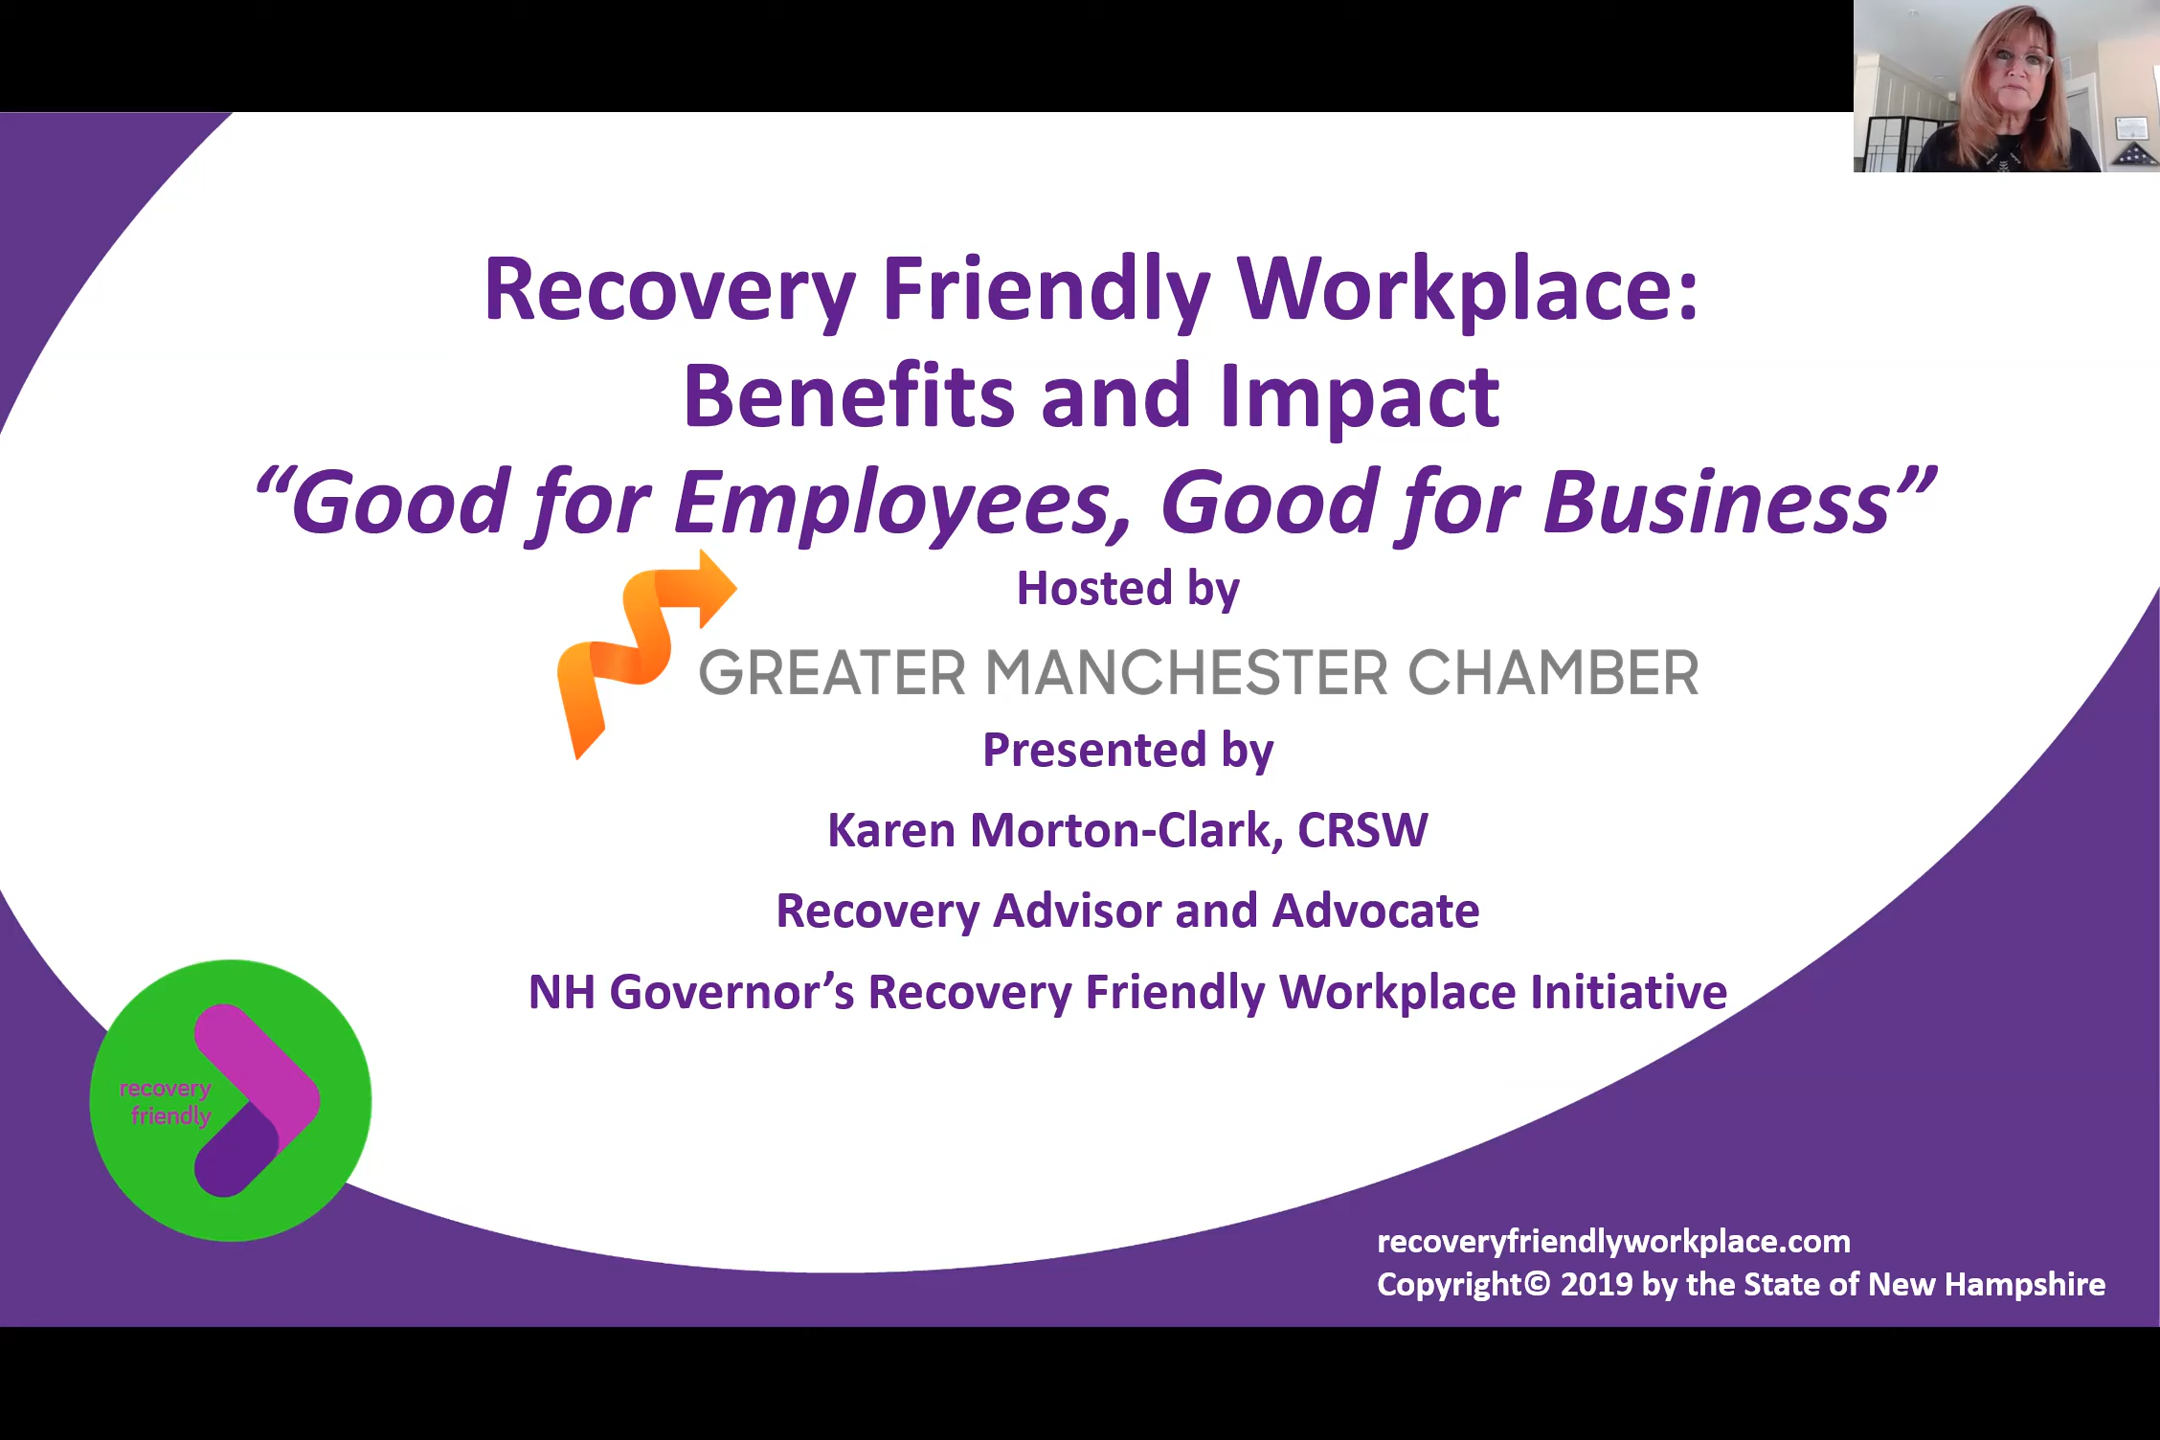 Recovery Friendly Workplace:
Benefits and Impact
“Good for Employees, Good for Business”
Hosted by
GREATER MANCHESTER CHAMBER
Presented by
Karen Morton-Clark, CRSW
Recovery Advisor and Advocate
NH Governor’s Recovery Friendly Workplace Initiative
recovery
friendly
recoveryfriendlyworkplace.com
Copyright© 2019 by the State of New Hampshire